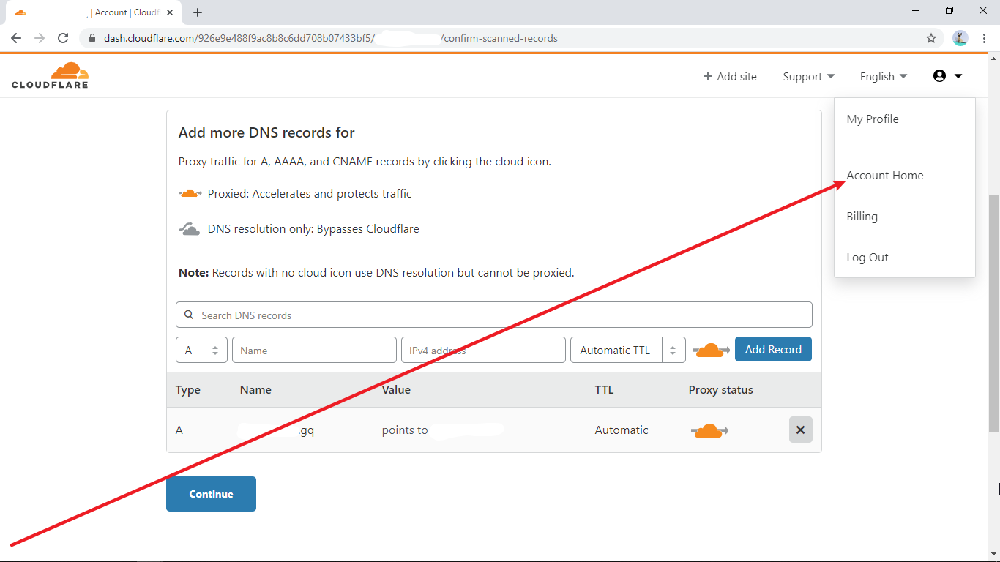 | Account | Cloudf
dash.cloudflare.com/926e9e488f9ac8b8c6dd708b07433bf5/ /confirm-scanned-records
CLOUDFLARE
+ Add site Support English
My Profile
Account Home
Billing
Log Out
Add more DNS records for
Proxy traffic for A, AAAA, and CNAME records by clicking the cloud icon.
Proxied: Accelerates and protects traffic
DNS resolution only: Bypasses Cloudflare
Note: Records with no cloud icon use DNS resolution but cannot be proxied.
Search DNS records
A Name IPv4 address Automatic TTL Add Record
Type Name Value TTL Proxy status
A .gq points to Automatic
Continue